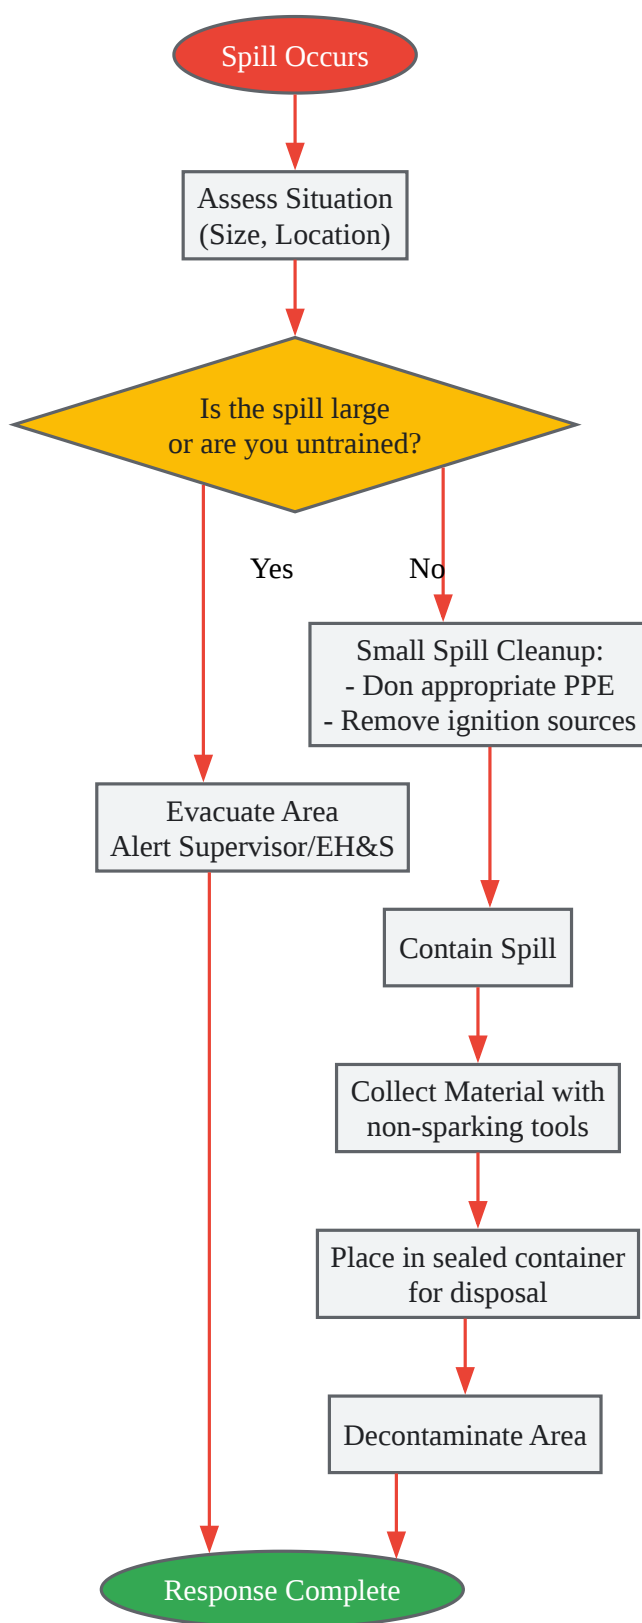 Spill Occurs
Assess Situation
(Size, Location)
Is the spill large
or are you untrained?
Yes
No
Small Spill Cleanup:
- Don appropriate PPE
- Remove ignition sources
Evacuate Area
Alert Supervisor/EH&S
Contain Spill
Collect Material with
non-sparking tools
Place in sealed container
for disposal
Decontaminate Area
Response Complete